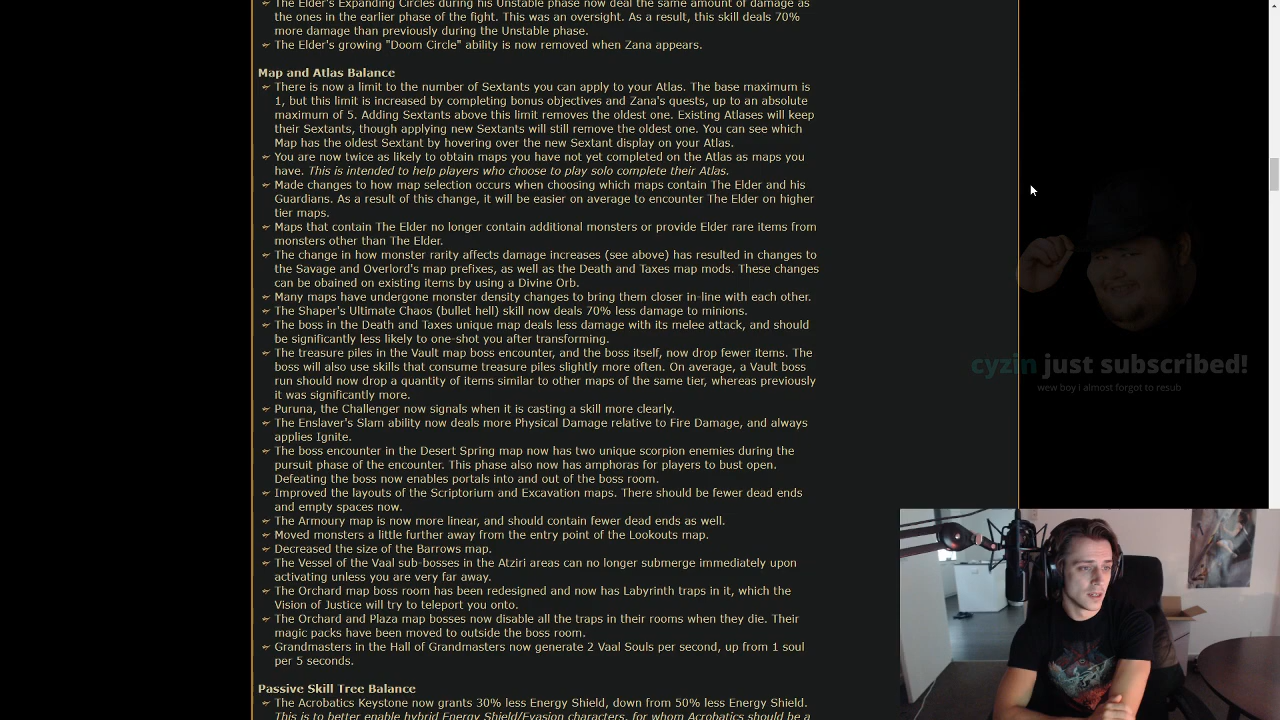 The Elder's Expanding Circles during his Unstable phase now deal the same amount of damage as
the ones in the earlier phase of the fight. This was an oversight. As a result, this skill deals 70%
more damage than previously during the Unstable phase.
The Elder's growing "Doom Circle" ability is now removed when Zana appears.
Map and Atlas Balance
There is now a limit to the number of Sextants you can apply to your Atlas. The base maximum is
1, but this limit is increased by completing bonus objectives and Zana's quests, up to an absolute
maximum of 5. Adding Sextants above this limit removes the oldest one. Existing Atlases will keep
their Sextants, though applying new Sextants will still remove the oldest one. You can see which
Map has the oldest Sextant by hovering over the new Sextant display on your Atlas.
You are now twice as likely to obtain maps you have not yet completed on the Atlas as maps you
have. This is intended to help players who choose to play solo complete their Atlas.
Made changes to how map selection occurs when choosing which maps contain The Elder and his
Guardians. As a result of this change, it will be easier on average to encounter The Elder on higher
tier maps.
Maps that contain The Elder no longer contain additional monsters or provide Elder rare items from
monsters other than The Elder.
The change in how monster rarity affects damage increases (see above) has resulted in changes to
the Savage and Overlord's map prefixes, as well as the Death and Taxes map mods. These changes
can be obained on existing items by using a Divine Orb.
Many maps have undergone monster density changes to bring them closer in-line with each other.
The Shaper's Ultimate Chaos (bullet hell) skill now deals 70% less damage to minions.
The boss in the Death and Taxes unique map deals less damage with its melee attack, and should
be significantly less likely to one-shot you after transforming.
The treasure piles in the Vault map boss encounter, and the boss itself, now drop fewer items. The
boss will also use skills that consume treasure piles slightly more often. On average, a Vault boss
run should now drop a quantity of items similar to other maps of the same tier, whereas previously
it was significantly more.
Puruna, the Challenger now signals when it is casting a skill more clearly.
The Enslaver's Slam ability now deals more Physical Damage relative to Fire Damage, and always
applies Ignite.
The boss encounter in the Desert Spring map now has two unique scorpion enemies during the
pursuit phase of the encounter. This phase also now has amphoras for players to bust open.
Defeating the boss now enables portals into and out of the boss room.
Improved the layouts of the Scriptorium and Excavation maps. There should be fewer dead ends
and empty spaces now.
The Armoury map is now more linear, and should contain fewer dead ends as well.
Moved monsters a little further away from the entry point of the Lookouts map.
Decreased the size of the Barrows map.
The Vessel of the Vaal sub-bosses in the Atziri areas can no longer submerge immediately upon
activating unless you are very far away.
The Orchard map boss room has been redesigned and now has Labyrinth traps in it, which the
Vision of Justice will try to teleport you onto.
The Orchard and Plaza map bosses now disable all the traps in their rooms when they die. Their
magic packs have been moved to outside the boss room.
Grandmasters in the Hall of Grandmasters now generate 2 Vaal Souls per second, up from 1 soul
per 5 seconds.
Passive Skill Tree Balance
The Acrobatics Keystone now grants 30% less Energy Shield, down from 50% less Energy Shield.
This is to better enable hybrid Energy Shield/Evasion characters, for whom Acrobatics should be a
cyzin just subscribed!
wew boy i almost forgot to resub